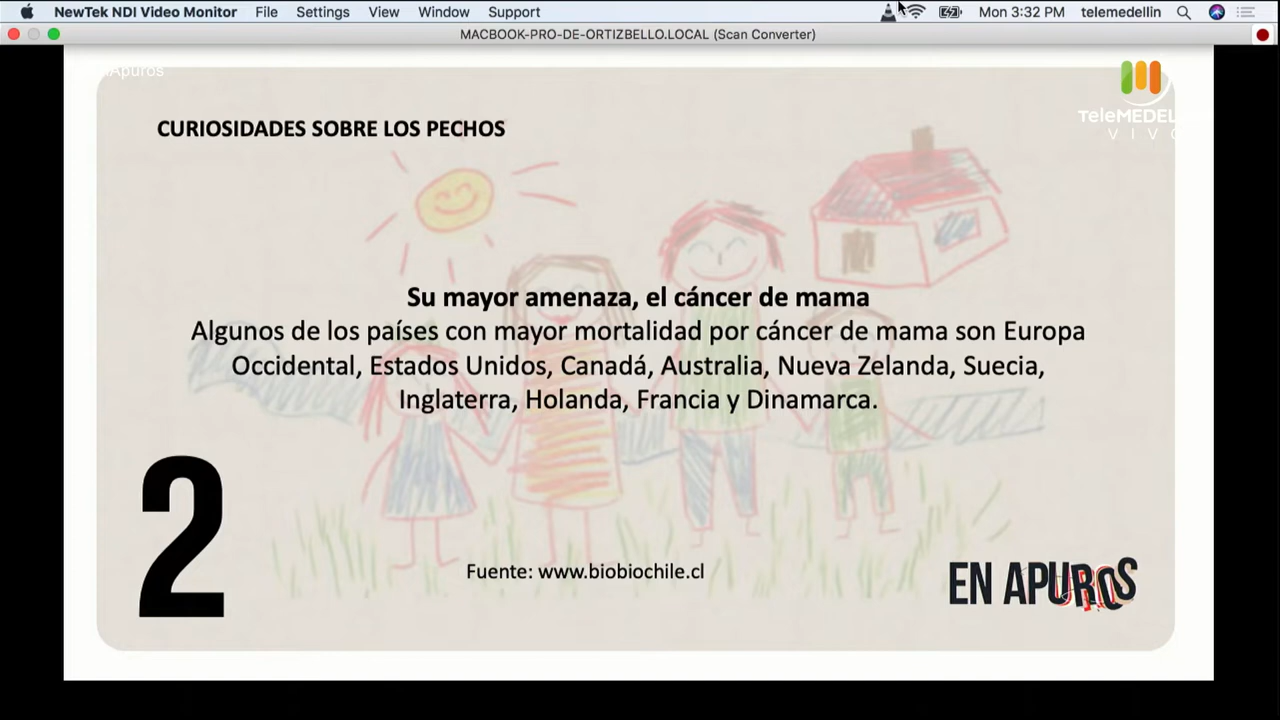 NewTek NDI Video Monitor File Settings View Window Support Mon 3:32 PM telemedellin
MACBOOK-PRO-DE-ORTIZBELLO.LOCAL (Scan Converter)
Apuros
TeleMEDEL
VIVO
CURIOSIDADES SOBRE LOS PECHOS
Su mayor amenaza, el cáncer de mama
Algunos de los países con mayor mortalidad por cáncer de mama son Europa
Occidental, Estados Unidos, Canadá, Australia, Nueva Zelanda, Suecia,
Inglaterra, Holanda, Francia y Dinamarca.
2
Fuente: www.biobiochile.cl
EN APUROS